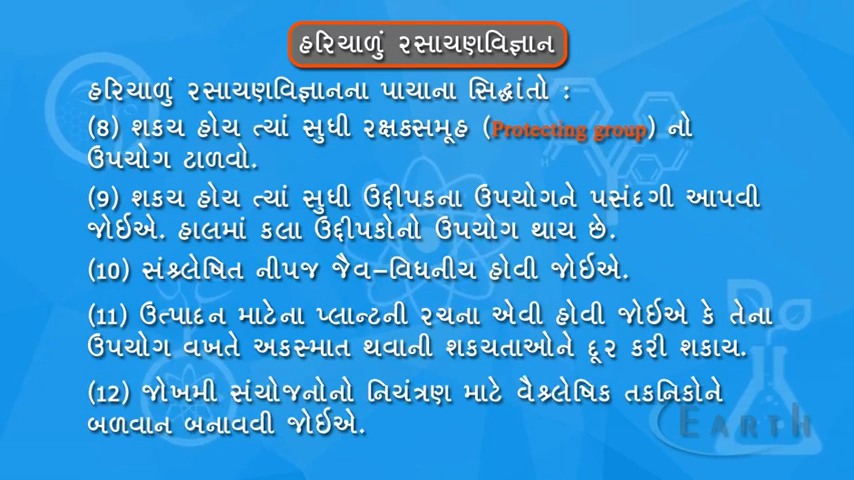 હરિયાળું રસાયણવિજ્ઞાન
હરિયાળું રસાયણવિજ્ઞાનના પાયાના સિદ્ધાંતો :
(8) શક્ય હોય ત્યાં સુધી રક્ષકસમૂહ (Protecting group) નો
ઉપયોગ ટાળવો.
(9) શક્ય હોય ત્યાં સુધી ઉદ્દીપકના ઉપયોગને પસંદગી આપવી
જોઈએ. હાલમાં કલા ઉદ્દીપકોનો ઉપયોગ થાય છે.
(10) સંશ્લેષિત નીપજ જૈવ–વિધનીય હોવી જોઈએ.
(11) ઉત્પાદન માટેના પ્લાન્ટની રચના એવી હોવી જોઈએ કે તેના
ઉપયોગ વખતે અકસ્માત થવાની શકયતાઓને દૂર કરી શકાય.
(12) જોખમી સંયોજનોનો નિયંત્રણ માટે વૈશ્લેષિક તકનિકોને
બળવાન બનાવવી જોઈએ.
EARTH